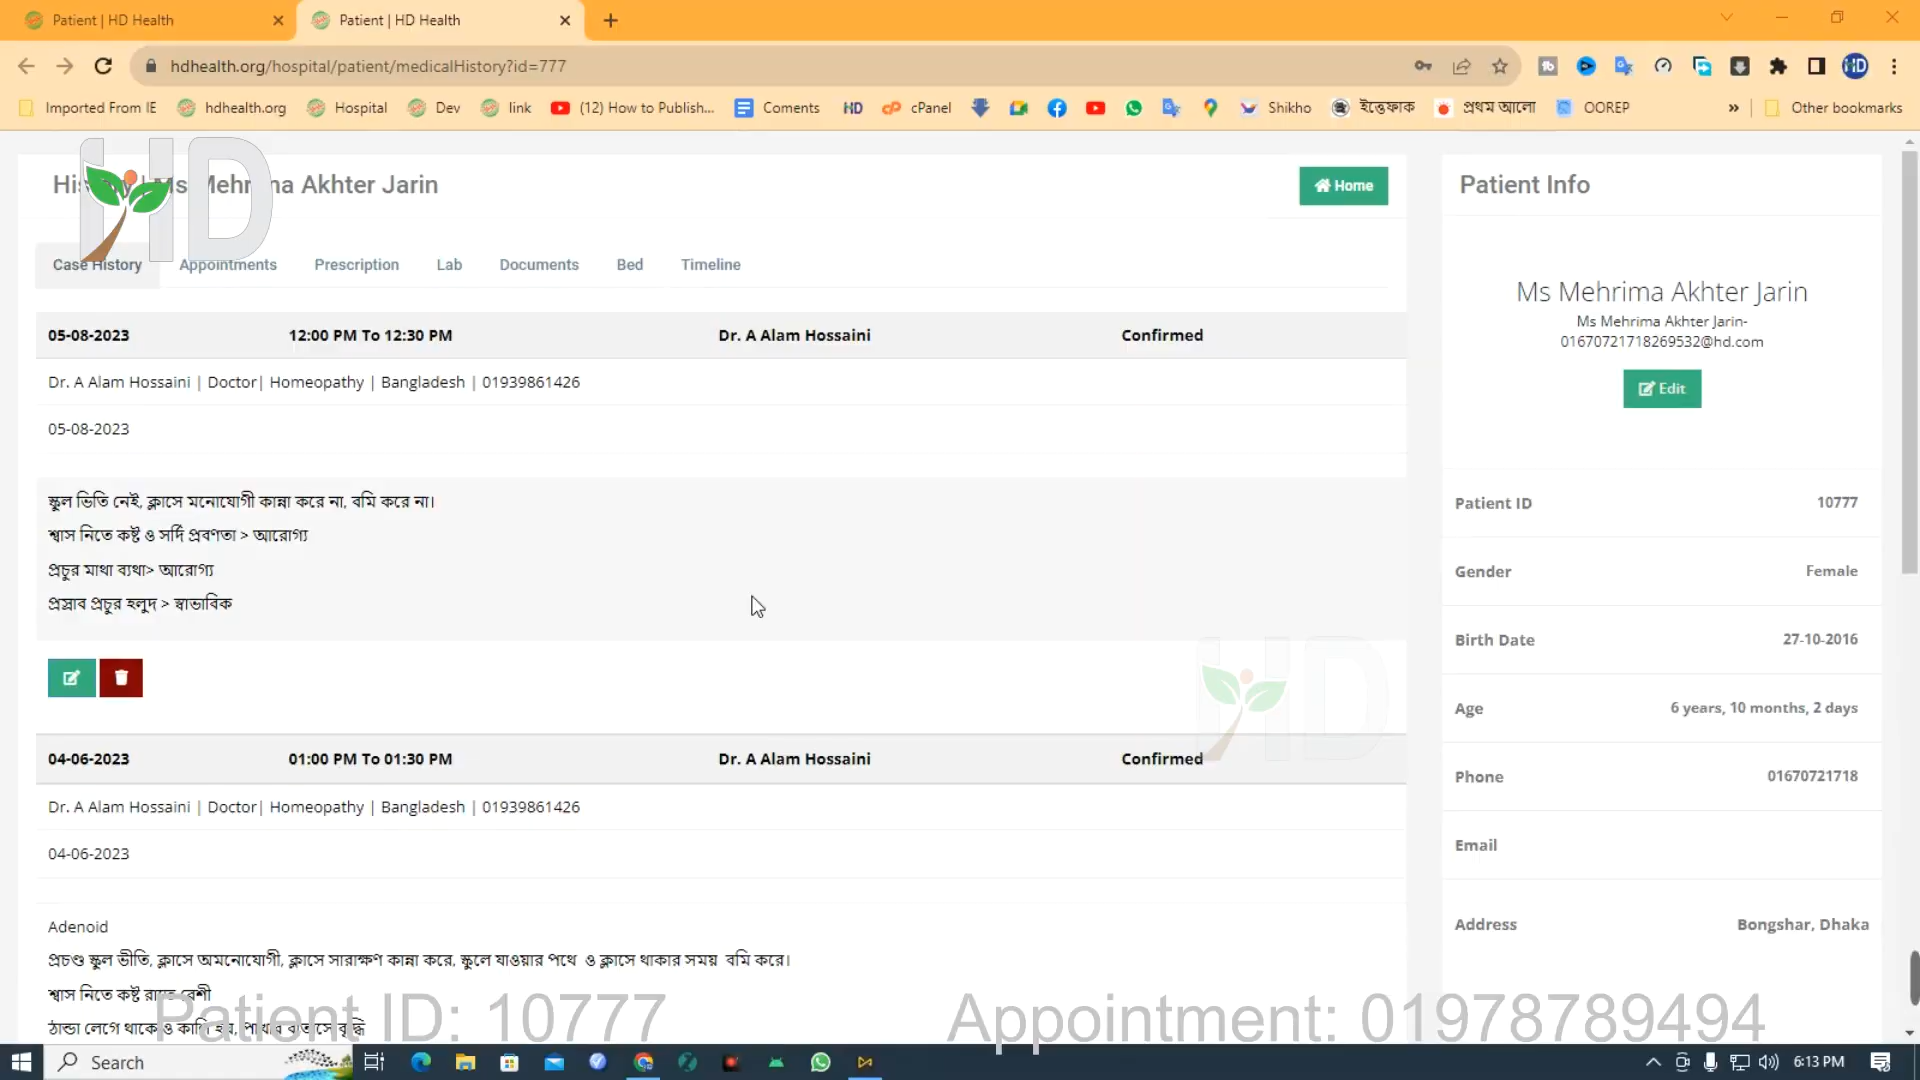 Patient | HD Health
Patient | HD Health
hdhealth.org/hospital/patient/medicalHistory?id=777
Imported From IE
hdhealth.org
Hospital
Dev
link
(12) How to Publish...
Coments
HD
cPanel
Shikho
ইত্তেফাক
প্রথম আলো
OOREP
»
Other bookmarks
HD
History | Ms Mehrima Akhter Jarin
Home
Case History
Appointments
Prescription
Lab
Documents
Bed
Timeline
05-08-2023 12:00 PM To 12:30 PM Dr. A Alam Hossaini Confirmed
Dr. A Alam Hossaini | Doctor| Homeopathy | Bangladesh | 01939861426
05-08-2023
স্কুল ভিতি নেই, ক্লাসে মনোযোগী কান্না করে না, বমি করে না।
শ্বাস নিতে কষ্ট ও সর্দি প্রবণতা > আরোগ্য
প্রচুর মাথা ব্যথা> আরোগ্য
প্রস্রাব প্রচুর হলুদ > স্বাভাবিক
04-06-2023 01:00 PM To 01:30 PM Dr. A Alam Hossaini Confirmed
Dr. A Alam Hossaini | Doctor| Homeopathy | Bangladesh | 01939861426
04-06-2023
Adenoid
প্রচণ্ড স্কুল ভীতি, ক্লাসে অমনোযোগী, ক্লাসে সারাক্ষণ কান্না করে, স্কুলে যাওয়ার পথে ও ক্লাসে থাকার সময় বমি করে।
শ্বাস নিতে কষ্ট রাতে বেশী
ঠান্ডা লেগে থাকে ও কাশি হয়, পাখার বাতাসে বৃদ্ধি
Patient Info
Ms Mehrima Akhter Jarin
Ms Mehrima Akhter Jarin-
01670721718269532@hd.com
Edit
Patient ID 10777
Gender Female
Birth Date 27-10-2016
Age 6 years, 10 months, 2 days
Phone 01670721718
Email
Address Bongshar, Dhaka
HD
Patient ID: 10777
Appointment: 01978789494
Search
6:13 PM